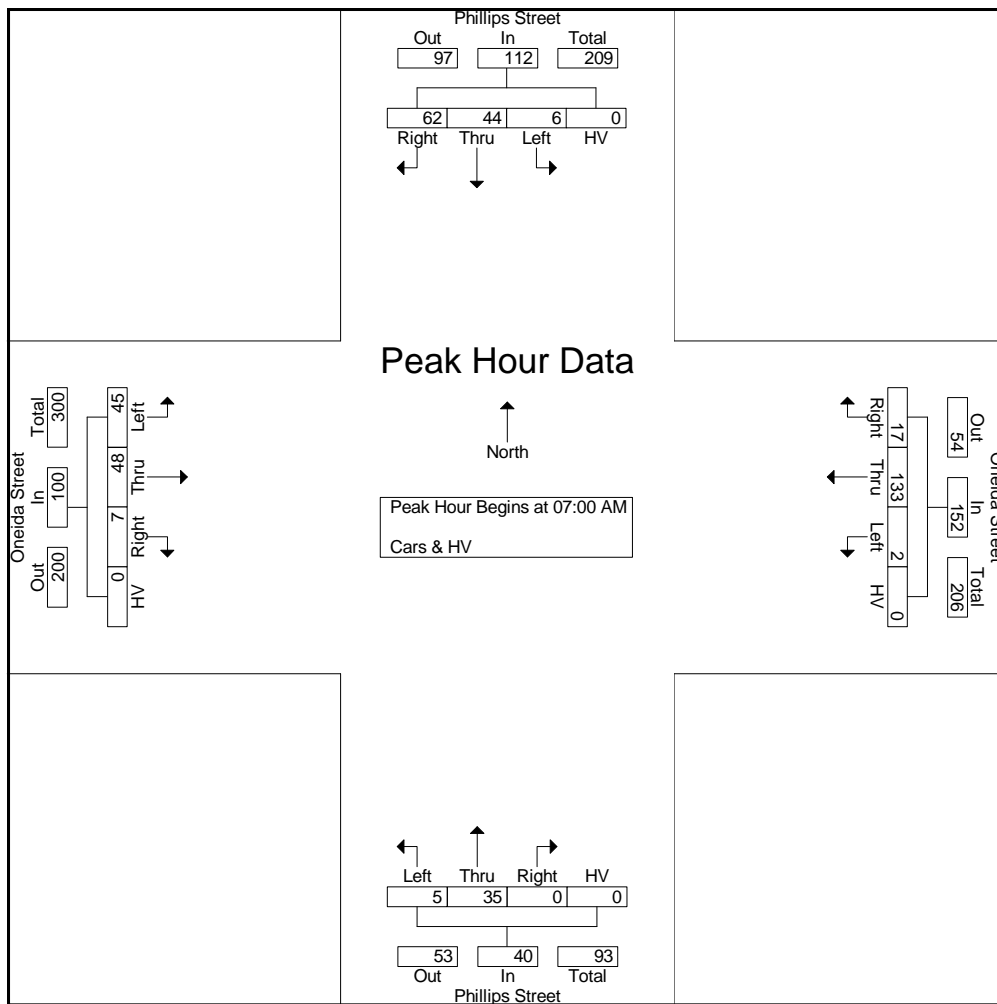 Phillips Street
Out In Total
97 112 209
62 44 6 0
Right Thru Left HV
Peak Hour Data
North
Peak Hour Begins at 07:00 AM
Cars & HV
Oneida Street
Total In Out
300 100 200
45 48 7 0
Left Thru Right HV
Oneida Street
Out In Total
54 152 206
17 133 2 0
Right Thru Left HV
Left Thru Right HV
5 35 0 0
53 40 93
Out In Total
Phillips Street